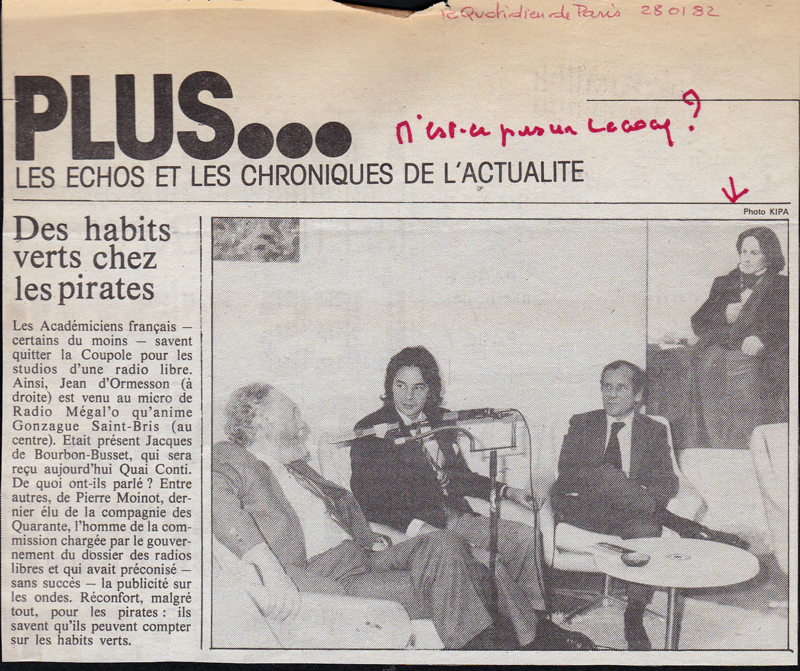 le Quotidien de Paris 28 01 82
PLUS...
n'est-ce pas un Lecocq ?
LES ECHOS ET LES CHRONIQUES DE L'ACTUALITE
Photo KIPA
Des habits
verts chez
les pirates
Les Académiciens français —
certains du moins — savent
quitter la Coupole pour les
studios d'une radio libre.
Ainsi, Jean d'Ormesson (à
droite) est venu au micro de
Radio Mégal'o qu'anime
Gonzague Saint-Bris (au
centre). Etait présent Jacques
de Bourbon-Busset, qui sera
reçu aujourd'hui Quai Conti.
De quoi ont-ils parlé ? Entre
autres, de Pierre Moinot, der-
nier élu de la compagnie des
Quarante, l'homme de la com-
mission chargée par le gouver-
nement du dossier des radios
libres et qui avait préconisé —
sans succès — la publicité sur
les ondes. Réconfort, malgré
tout, pour les pirates : ils
savent qu'ils peuvent compter
sur les habits verts.